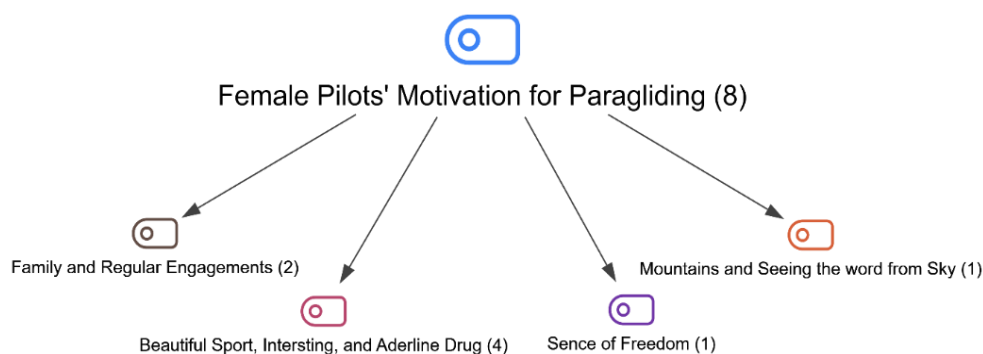 Female Pilots' Motivation for Paragliding (8)
Family and Regular Engagements (2)
Mountains and Seeing the word from Sky (1)
Beautiful Sport, Intersting, and Aderline Drug (4)
Sence of Freedom (1)